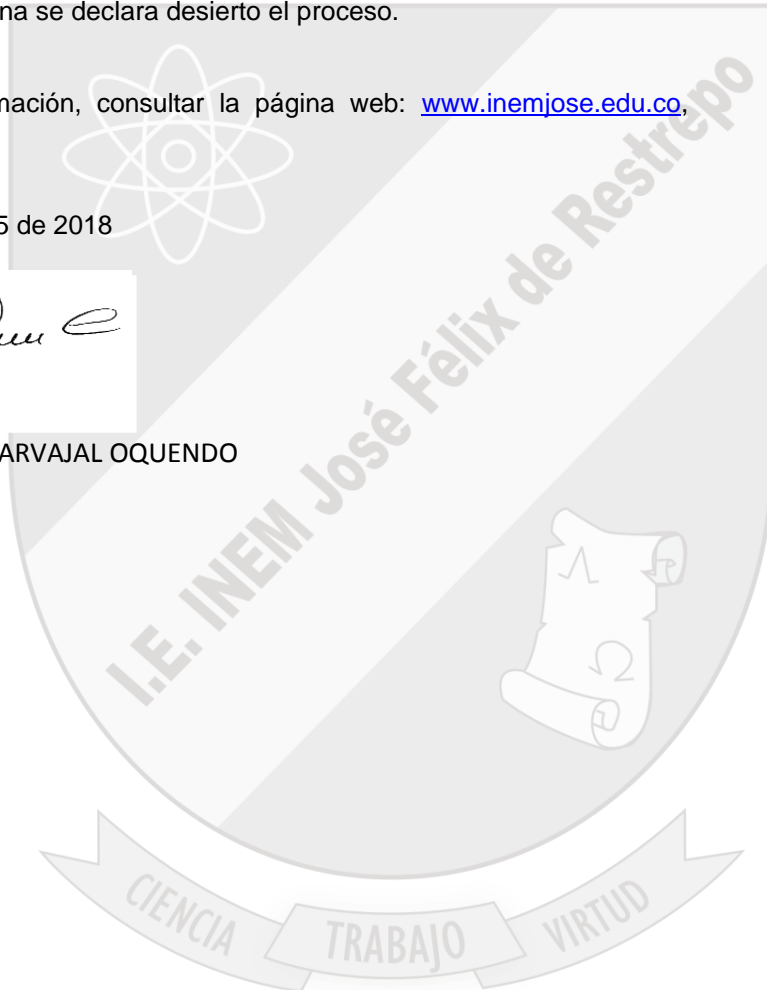 na se declara desierto el proceso.
mación, consultar la página web: www.inemjose.edu.co,
5 de 2018
ARVAJAL OQUENDO
I.E. INEM José Félix de Restrepo
Λ
Ω
CIENCIA TRABAJO VIRTUD